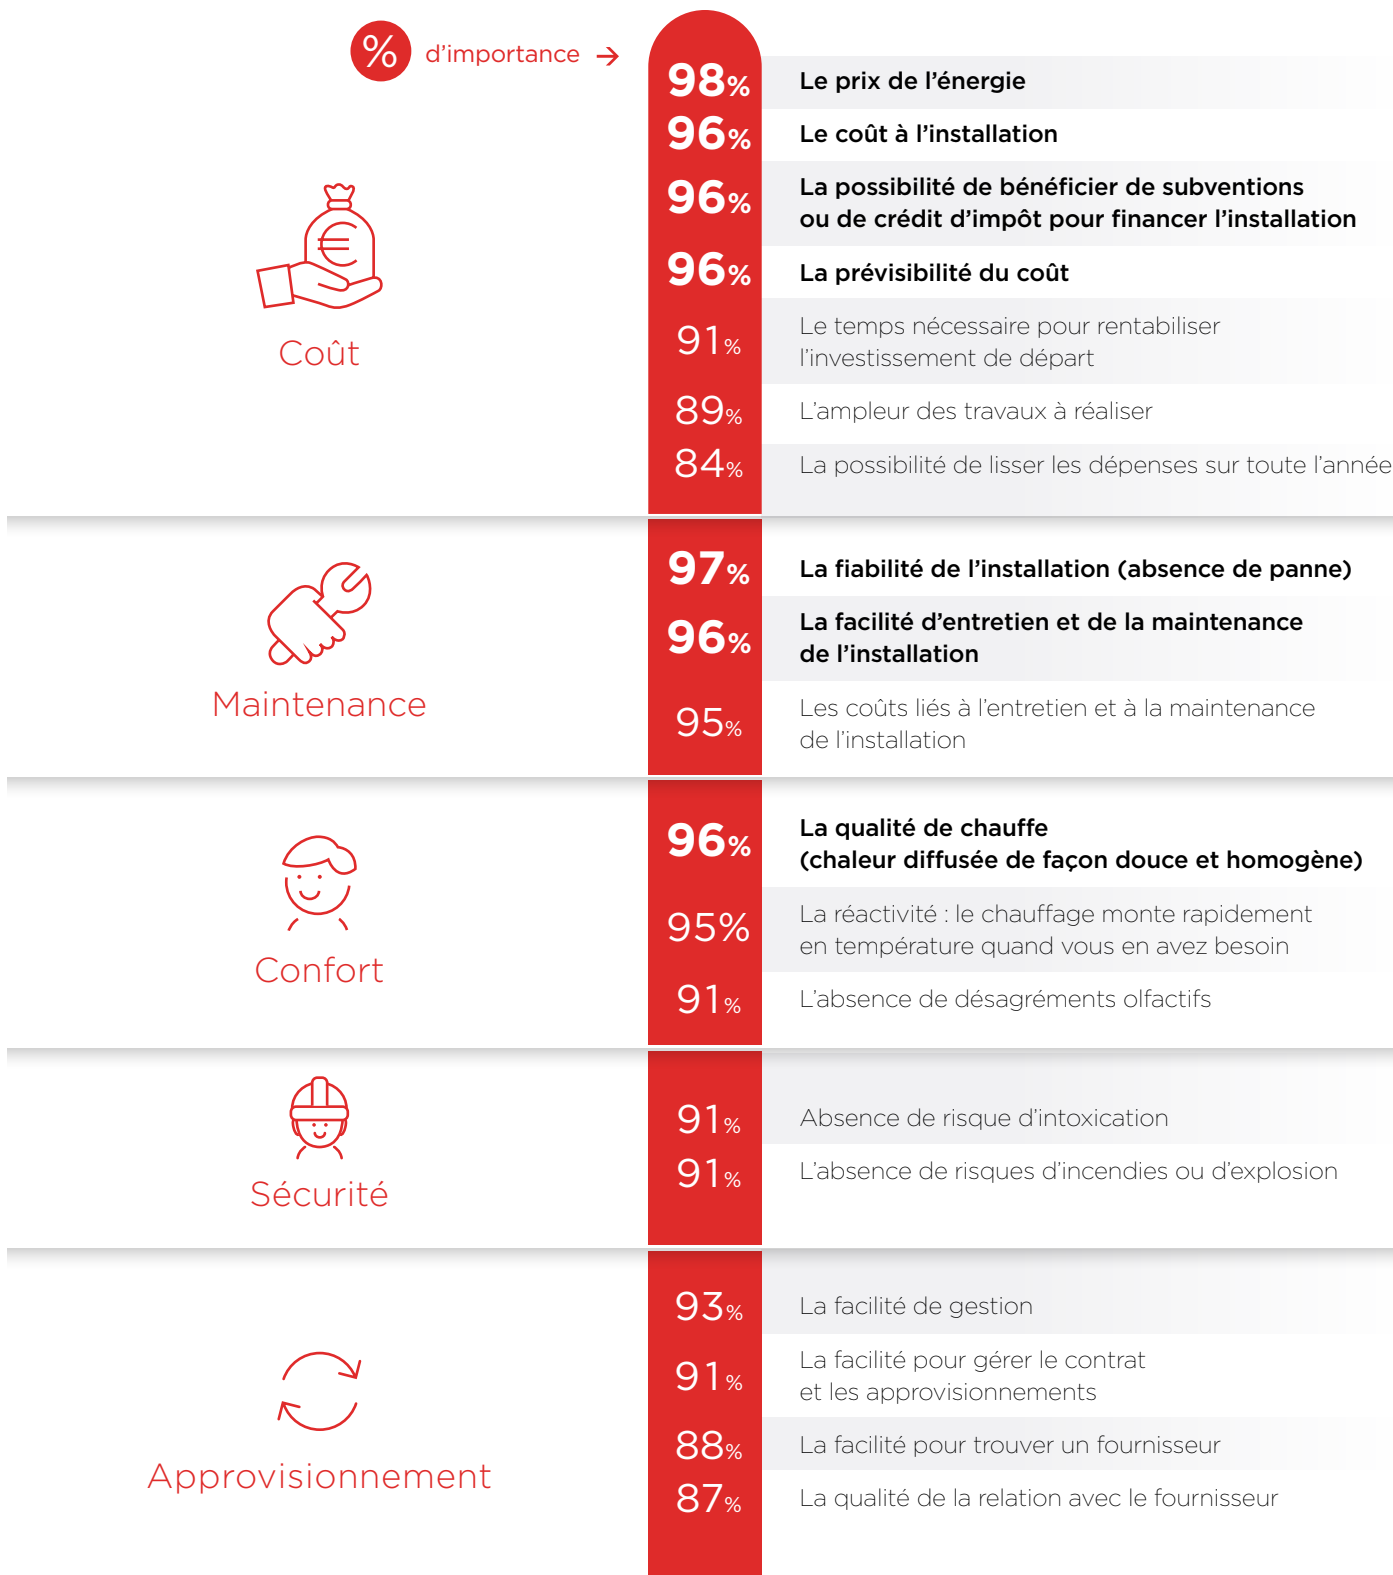 % d'importance →
Coût
98% Le prix de l'énergie
96% Le coût à l'installation
96% La possibilité de bénéficier de subventions
ou de crédit d'impôt pour financer l'installation
96% La prévisibilité du coût
91% Le temps nécessaire pour rentabiliser
l'investissement de départ
89% L'ampleur des travaux à réaliser
84% La possibilité de lisser les dépenses sur toute l'année
Maintenance
97% La fiabilité de l'installation (absence de panne)
96% La facilité d'entretien et de la maintenance
de l'installation
95% Les coûts liés à l'entretien et à la maintenance
de l'installation
Confort
96% La qualité de chauffe
(chaleur diffusée de façon douce et homogène)
95% La réactivité : le chauffage monte rapidement
en température quand vous en avez besoin
91% L'absence de désagréments olfactifs
Sécurité
91% Absence de risque d'intoxication
91% L'absence de risques d'incendies ou d'explosion
Approvisionnement
93% La facilité de gestion
91% La facilité pour gérer le contrat
et les approvisionnements
88% La facilité pour trouver un fournisseur
87% La qualité de la relation avec le fournisseur